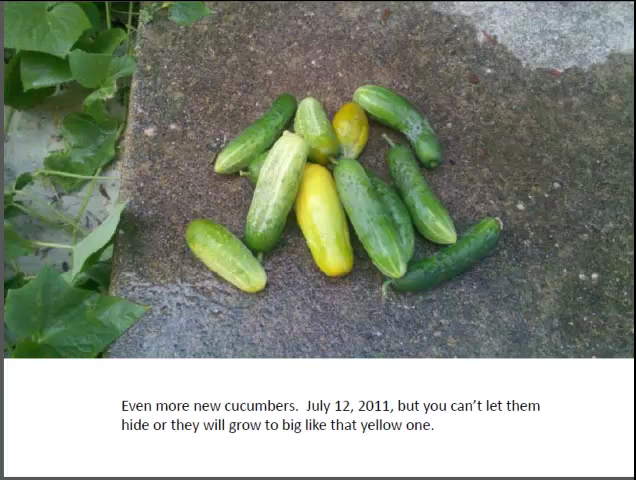 Even more new cucumbers.  July 12, 2011, but you can’t let them
hide or they will grow to big like that yellow one.